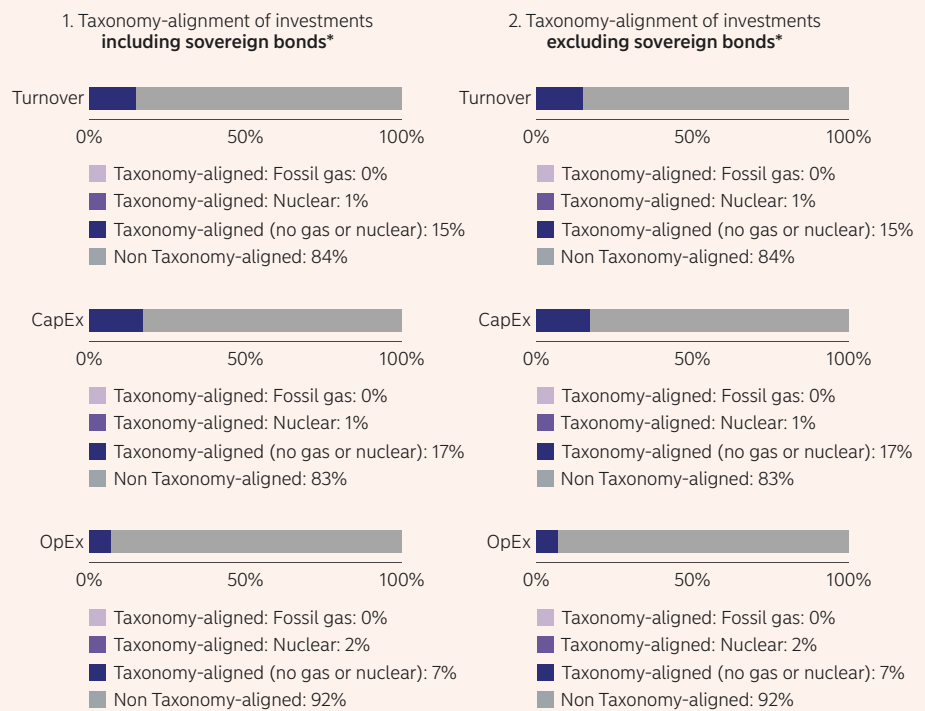 1. Taxonomy-alignment of investments
including sovereign bonds*
Turnover
0% 50% 100%
Taxonomy-aligned: Fossil gas: 0%
Taxonomy-aligned: Nuclear: 1%
Taxonomy-aligned (no gas or nuclear): 15%
Non Taxonomy-aligned: 84%
CapEx
0% 50% 100%
Taxonomy-aligned: Fossil gas: 0%
Taxonomy-aligned: Nuclear: 1%
Taxonomy-aligned (no gas or nuclear): 17%
Non Taxonomy-aligned: 83%
OpEx
0% 50% 100%
Taxonomy-aligned: Fossil gas: 0%
Taxonomy-aligned: Nuclear: 2%
Taxonomy-aligned (no gas or nuclear): 7%
Non Taxonomy-aligned: 92%
2. Taxonomy-alignment of investments
excluding sovereign bonds*
Turnover
0% 50% 100%
Taxonomy-aligned: Fossil gas: 0%
Taxonomy-aligned: Nuclear: 1%
Taxonomy-aligned (no gas or nuclear): 15%
Non Taxonomy-aligned: 84%
CapEx
0% 50% 100%
Taxonomy-aligned: Fossil gas: 0%
Taxonomy-aligned: Nuclear: 1%
Taxonomy-aligned (no gas or nuclear): 17%
Non Taxonomy-aligned: 83%
OpEx
0% 50% 100%
Taxonomy-aligned: Fossil gas: 0%
Taxonomy-aligned: Nuclear: 2%
Taxonomy-aligned (no gas or nuclear): 7%
Non Taxonomy-aligned: 92%